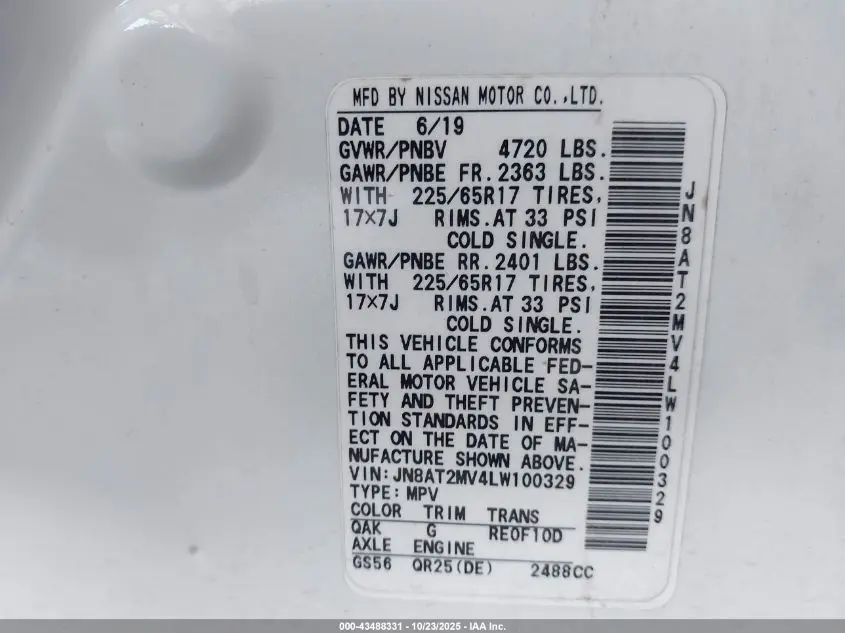 MFD BY NISSAN MOTOR CO.,LTD.
DATE 6/19
GVWR/PNBV 4720 LBS.
GAWR/PNBE FR. 2363 LBS.
WITH 225/65R17 TIRES,
17×7J RIMS.AT 33 PSI
COLD SINGLE.
GAWR/PNBE RR. 2401 LBS.
WITH 225/65R17 TIRES,
17×7J RIMS.AT 33 PSI
COLD SINGLE.
THIS VEHICLE CONFORMS
TO ALL APPLICABLE FED-
ERAL MOTOR VEHICLE SA-
FETY AND THEFT PREVEN-
TION STANDARDS IN EFF-
ECT ON THE DATE OF MA-
NUFACTURE SHOWN ABOVE.
VIN: JN8AT2MV4LW100329
TYPE: MPV
COLOR TRIM TRANS
QAK G RE0F10D
AXLE ENGINE
GS56 QR25(DE) 2488CC
JN8AT2MV4LW100329
000-43488331 - 10/23/2025 - IAA Inc.